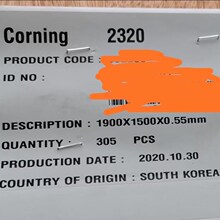 Corning 2320
PRODUCT CODE :
ID NO :
DESCRIPTION : 1900X1500X0.55mm
QUANTITY : 305 PCS
PRODUCTION DATE : 2020.10.30
COUNTRY OF ORIGIN : SOUTH KOREA